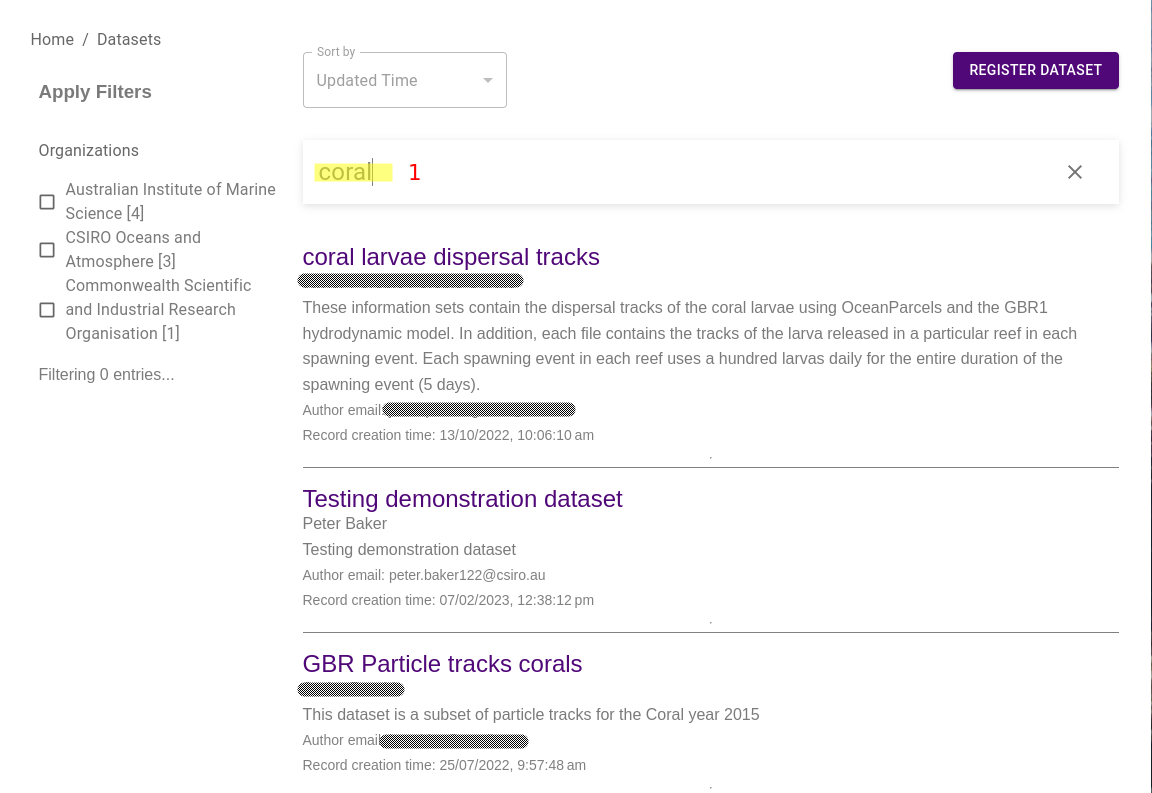 Home / Datasets
Apply Filters
Organizations
Australian Institute of Marine
Science [4]
CSIRO Oceans and
Atmosphere [3]
Commonwealth Scientific
and Industrial Research
Organisation [1]
Filtering 0 entries...
Sort by
Updated Time
REGISTER DATASET
coral 1
coral larvae dispersal tracks
These information sets contain the dispersal tracks of the coral larvae using OceanParcels and the GBR1
hydrodynamic model. In addition, each file contains the tracks of the larva released in a particular reef in each
spawning event. Each spawning event in each reef uses a hundred larvas daily for the entire duration of the
spawning event (5 days).
Author email:
Record creation time: 13/10/2022, 10:06:10 am
Testing demonstration dataset
Peter Baker
Testing demonstration dataset
Author email: peter.baker122@csiro.au
Record creation time: 07/02/2023, 12:38:12 pm
GBR Particle tracks corals
This dataset is a subset of particle tracks for the Coral year 2015
Author email
Record creation time: 25/07/2022, 9:57:48 am